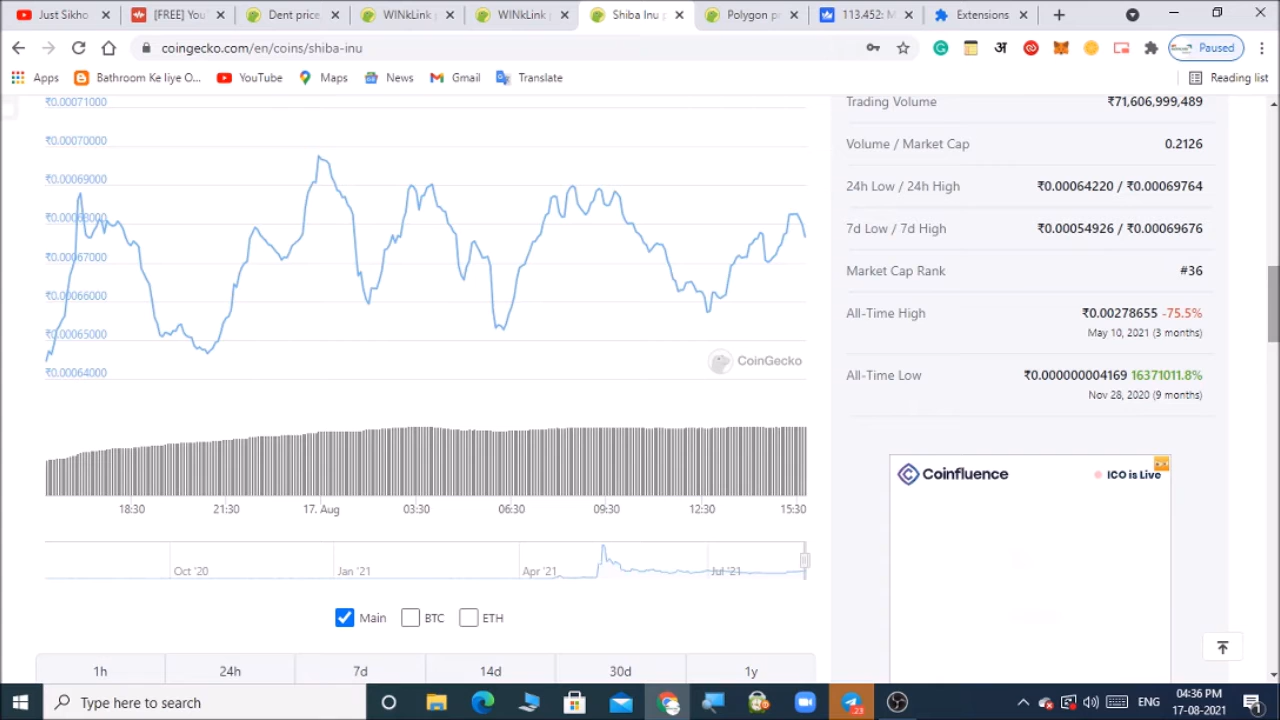 Just Sikho
[FREE] You
Dent price
WINkLink
WINkLink
Shiba Inu
Polygon p
113.452: M
Extensions
coingecko.com/en/coins/shiba-inu
अ
Paused
Apps
Bathroom Ke liye O...
YouTube
Maps
News
Gmail
Translate
Reading list
₹0.00071000
₹0.00070000
₹0.00069000
₹0.00068000
₹0.00067000
₹0.00066000
₹0.00065000
₹0.00064000
CoinGecko
18:30 21:30 17. Aug 03:30 06:30 09:30 12:30 15:30
Oct '20 Jan '21 Apr '21 Jul '21
Main BTC ETH
1h 24h 7d 14d 30d 1y
Trading Volume ₹71,606,999,489
Volume / Market Cap 0.2126
24h Low / 24h High ₹0.00064220 / ₹0.00069764
7d Low / 7d High ₹0.00054926 / ₹0.00069676
Market Cap Rank #36
All-Time High ₹0.00278655 -75.5%
May 10, 2021 (3 months)
All-Time Low ₹0.000000004169 16371011.8%
Nov 28, 2020 (9 months)
Coinfluence ICO is Live
Type here to search
23
ENG
04:36 PM
17-08-2021
1